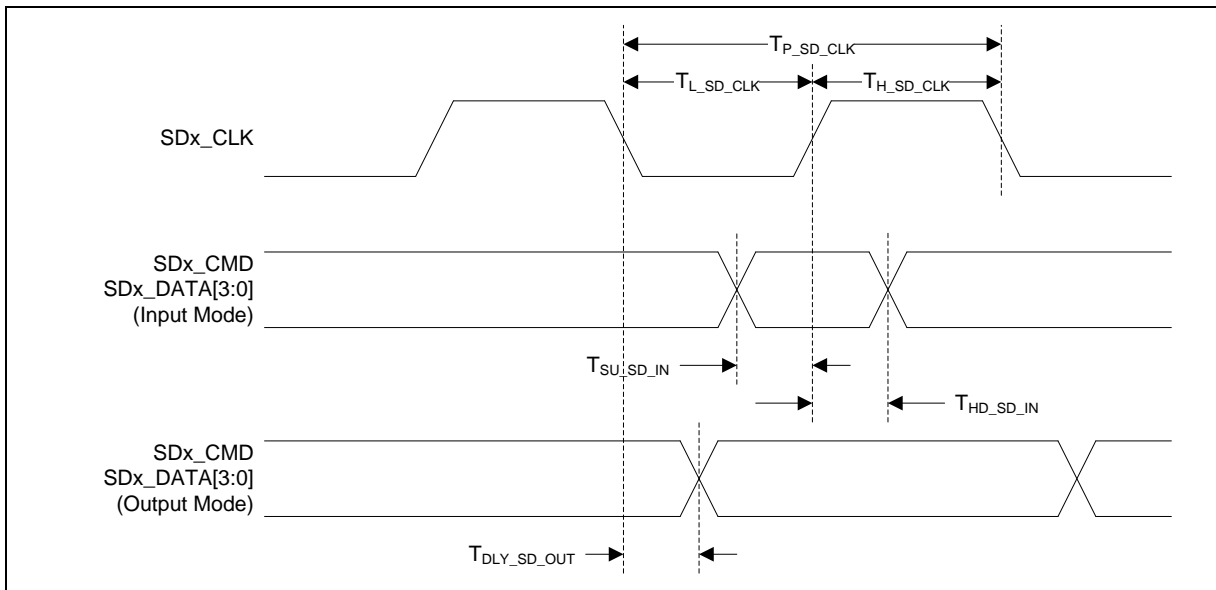 T_P_SD_CLK
T_L_SD_CLK
T_H_SD_CLK
SDx_CLK
SDx_CMD
SDx_DATA[3:0]
(Input Mode)
T_SU_SD_IN
T_HD_SD_IN
SDx_CMD
SDx_DATA[3:0]
(Output Mode)
T_DLY_SD_OUT